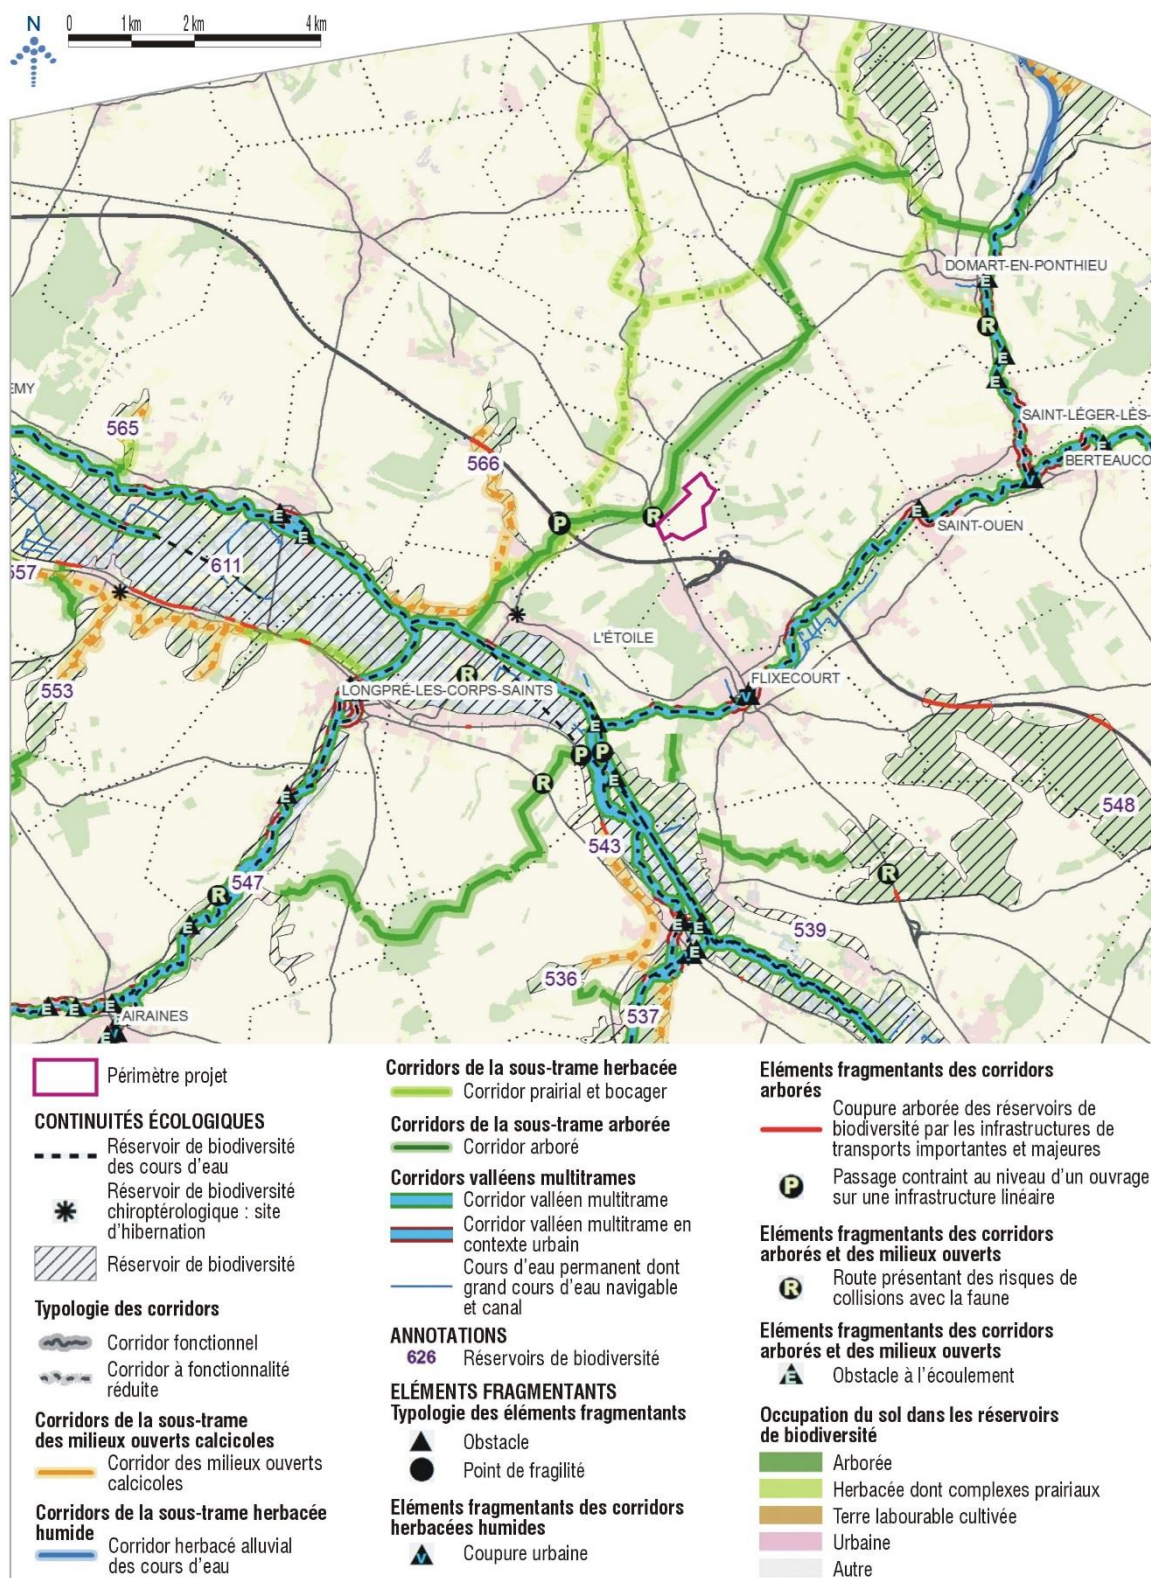 N
0 1 km 2 km 4 km
DOMART-EN-PONTHIEU
EMY
SAINT-LÉGER-LÈS-
565
BERTEAUCO
566
SAINT-OUEN
557
611
L'ÉTOILE
553
FLIXECOURT
LONGPRÉ-LES-CORPS-SAINTS
548
543
547
539
536
537
AIRAINES
Périmètre projet
CONTINUITÉS ÉCOLOGIQUES
Réservoir de biodiversité
des cours d'eau
Réservoir de biodiversité
chiroptérologique : site
d'hibernation
Réservoir de biodiversité
Typologie des corridors
Corridor fonctionnel
Corridor à fonctionnalité
réduite
Corridors de la sous-trame
des milieux ouverts calcicoles
Corridor des milieux ouverts
calcicoles
Corridors de la sous-trame herbacée
humide
Corridor herbacé alluvial
des cours d'eau
Corridors de la sous-trame herbacée
Corridor prairial et bocager
Corridors de la sous-trame arborée
Corridor arboré
Corridors valléens multitrames
Corridor valléen multitrame
Corridor valléen multitrame en
contexte urbain
Cours d'eau permanent dont
grand cours d'eau navigable
et canal
ANNOTATIONS
626 Réservoirs de biodiversité
ELÉMENTS FRAGMENTANTS
Typologie des éléments fragmentants
Obstacle
Point de fragilité
Eléments fragmentants des corridors
herbacées humides
V Coupure urbaine
Eléments fragmentants des corridors
arborés
Coupure arborée des réservoirs de
biodiversité par les infrastructures de
transports importantes et majeures
P Passage contraint au niveau d'un ouvrage
sur une infrastructure linéaire
Eléments fragmentants des corridors
arborés et des milieux ouverts
R Route présentant des risques de
collisions avec la faune
Eléments fragmentants des corridors
arborés et des milieux ouverts
E Obstacle à l'écoulement
Occupation du sol dans les réservoirs
de biodiversité
Arborée
Herbacée dont complexes prairiaux
Terre labourable cultivée
Urbaine
Autre